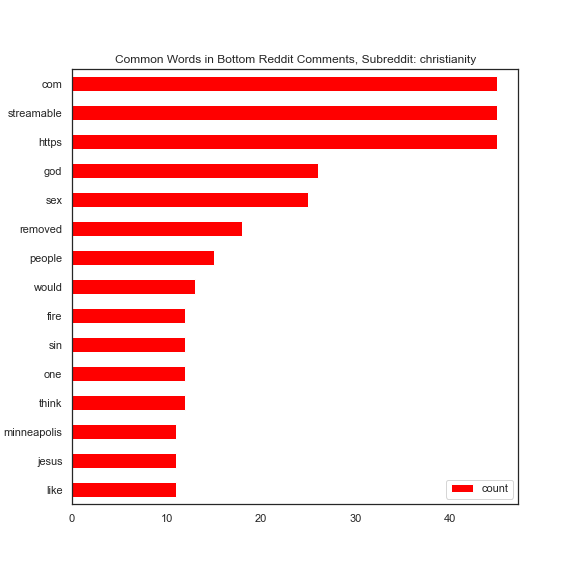 Common Words in Bottom Reddit Comments, Subreddit: christianity
com
streamable
https
god
sex
removed
people
would
fire
sin
one
think
minneapolis
jesus
like
count
0 10 20 30 40